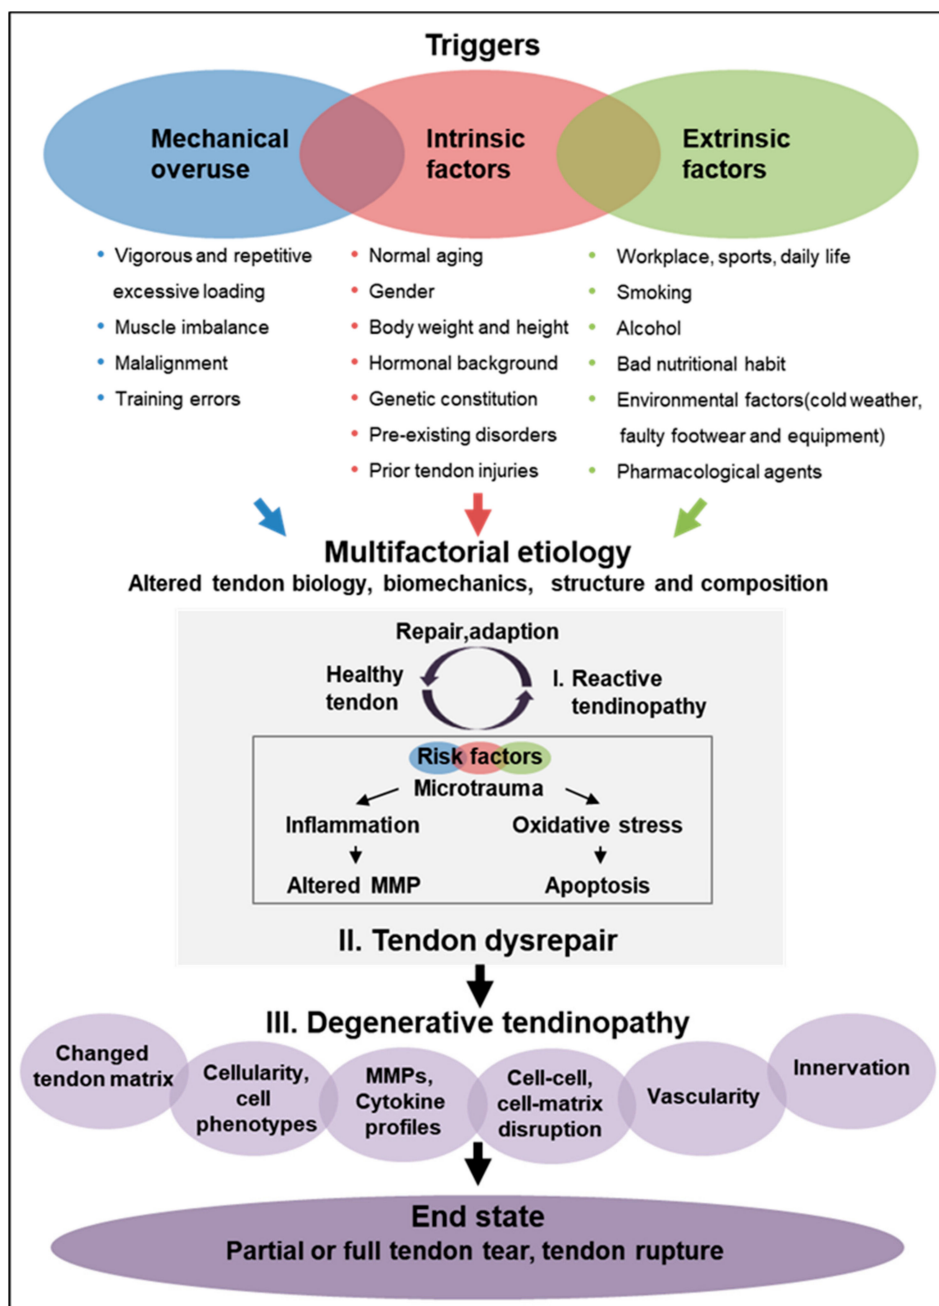 Triggers
Mechanical
overuse
Intrinsic
factors
Extrinsic
factors
• Vigorous and repetitive
excessive loading
• Muscle imbalance
• Malalignment
• Training errors
• Normal aging
• Gender
• Body weight and height
• Hormonal background
• Genetic constitution
• Pre-existing disorders
• Prior tendon injuries
• Workplace, sports, daily life
• Smoking
• Alcohol
• Bad nutritional habit
• Environmental factors(cold weather,
faulty footwear and equipment)
• Pharmacological agents
Multifactorial etiology
Altered tendon biology, biomechanics, structure and composition
Repair,adaption
Healthy
tendon
I. Reactive
tendinopathy
Risk factors
Microtrauma
Inflammation
Oxidative stress
Altered MMP
Apoptosis
II. Tendon dysrepair
III. Degenerative tendinopathy
Changed
tendon matrix
Cellularity,
cell
phenotypes
MMPs,
Cytokine
profiles
Cell-cell,
cell-matrix
disruption
Vascularity
Innervation
End state
Partial or full tendon tear, tendon rupture